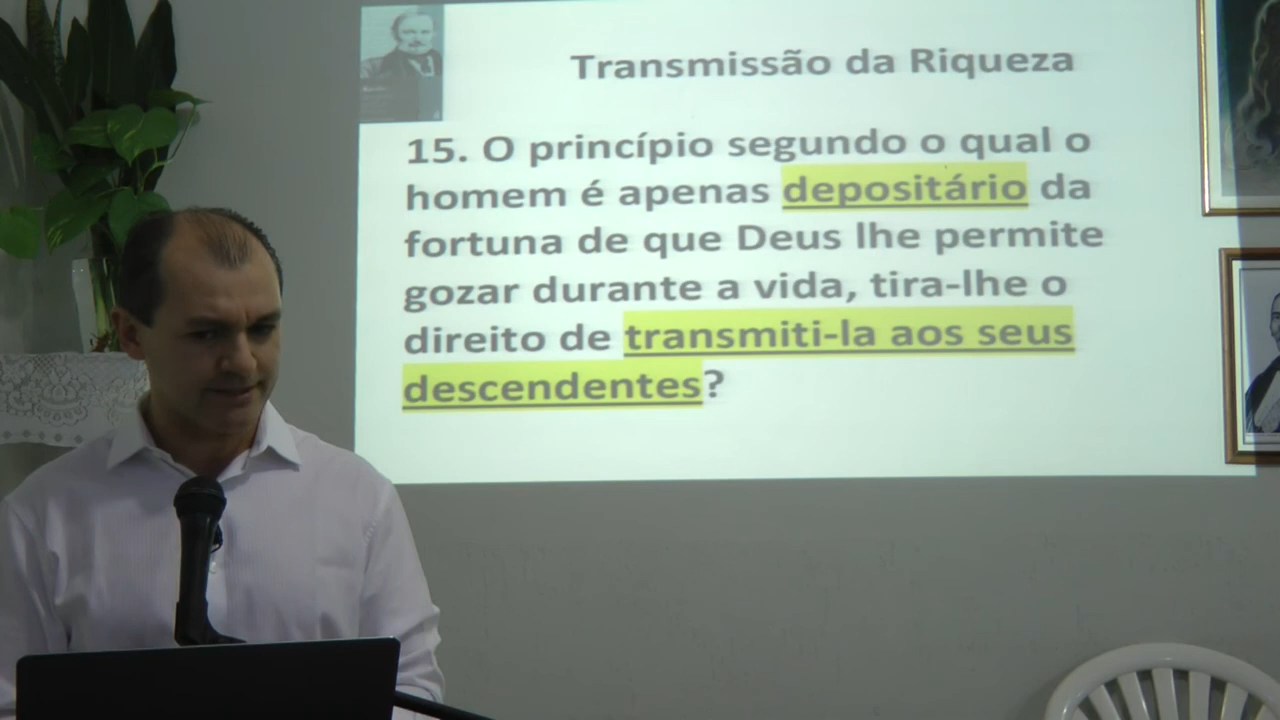 Transmissão da Riqueza
15. O princípio segundo o qual o
homem é apenas depositário da
fortuna de que Deus lhe permite
gozar durante a vida, tira-lhe o
direito de transmiti-la aos seus
descendentes?